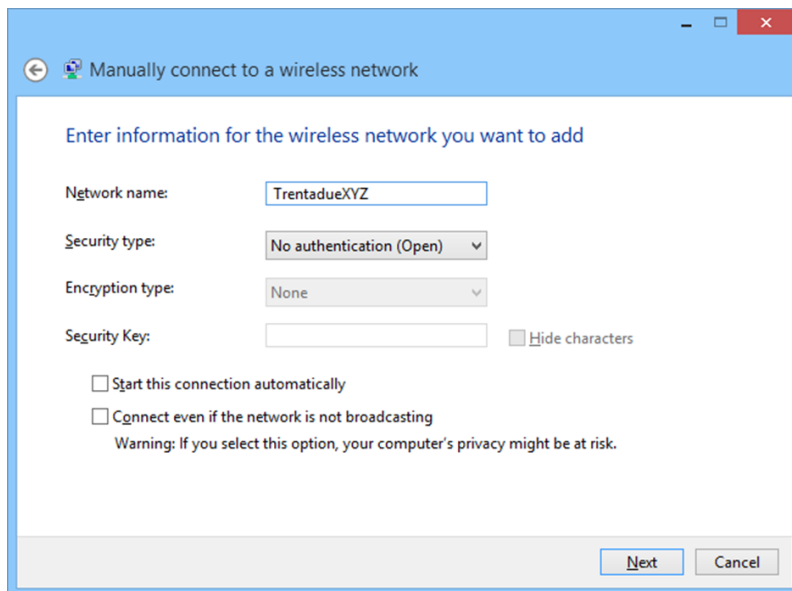 Manually connect to a wireless network
Enter information for the wireless network you want to add
Network name: TrentadueXYZ
Security type: No authentication (Open)
Encryption type: None
Security Key: Hide characters
Start this connection automatically
Connect even if the network is not broadcasting
Warning: If you select this option, your computer's privacy might be at risk.
Next Cancel